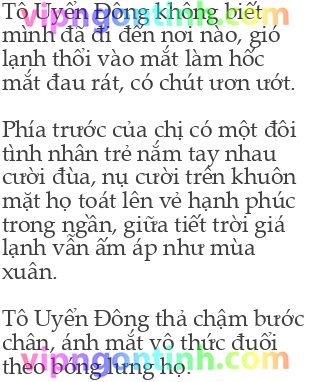 Tô Uyển Đông không biết
mình đã đi đến nơi nào, gió
lạnh thổi vào mắt làm hốc
mắt đau rát, có chút ươn ướt.
Phía trước của chị có một đôi
tình nhân trẻ nắm tay nhau
cười đùa, nụ cười trên khuôn
mặt họ toát lên vẻ hạnh phúc
trong ngần, giữa tiết trời giá
lạnh vẫn ấm áp như mùa
xuân.
Tô Uyển Đông thả chậm bước
chân, ánh mắt vô thức đuổi
theo bóng lưng họ.
vipngontinh.com
vipngontinh.com